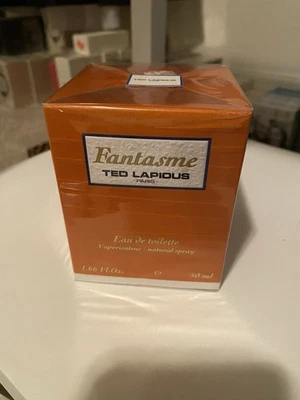 Fantasme
TED LAPIDUS
PARIS
Eau de toilette
Vaporisateur - natural spray
1.66 Fl.Oz. e 50 ml